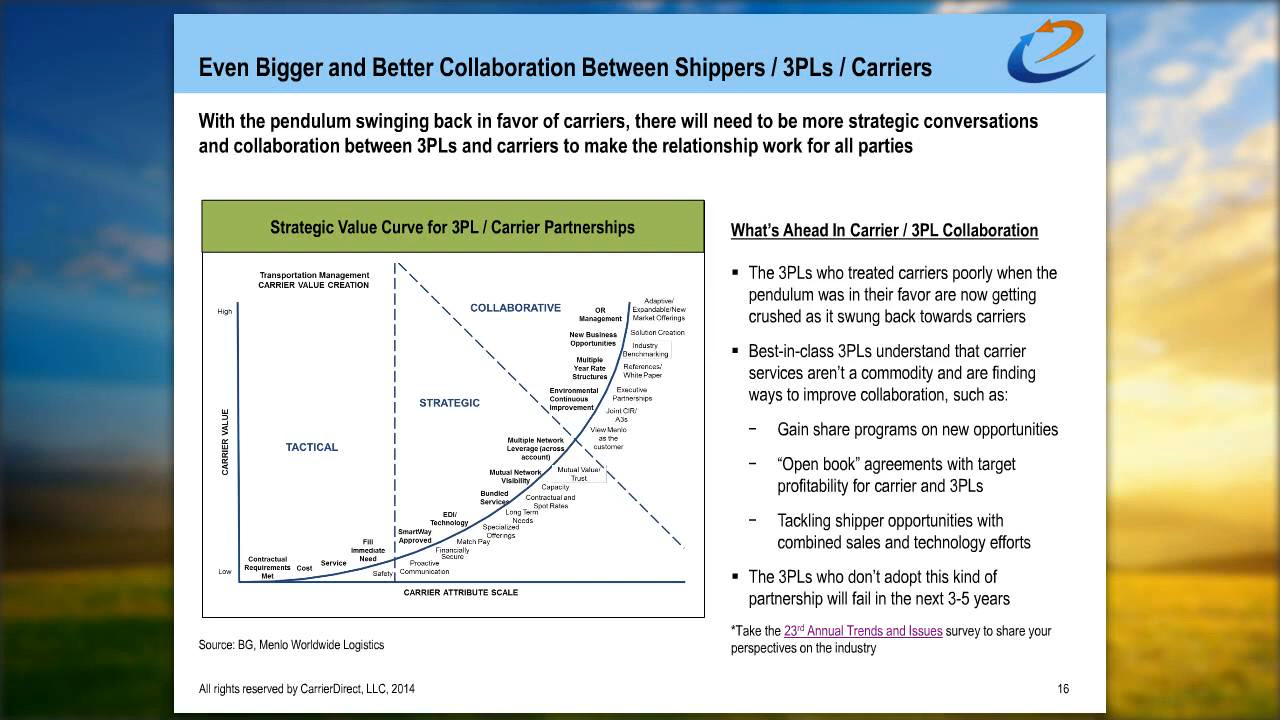 Even Bigger and Better Collaboration Between Shippers / 3PLs / Carriers
With the pendulum swinging back in favor of carriers, there will need to be more strategic conversations
and collaboration between 3PLs and carriers to make the relationship work for all parties
Strategic Value Curve for 3PL / Carrier Partnerships
Transportation Management
CARRIER VALUE CREATION
High
CARRIER VALUE
Low
TACTICAL
STRATEGIC
COLLABORATIVE
Contractual
Requirements
Met
Cost
Service
Fill
Immediate
Need
SmartWay
Approved
EDI/
Technology
Bundled
Services
Mutual Network
Visibility
Multiple Network
Leverage (across
account)
Environmental
Continuous
Improvement
Multiple
Year Rate
Structures
New Business
Opportunities
OR
Management
Adaptive/
Expandable/New
Market Offerings
Solution Creation
Industry
Benchmarking
References/
White Paper
Executive
Partnerships
Joint CIR/
A3s
View Menlo
as the
customer
Mutual Value/
Trust
Capacity
Contractual and
Spot Rates
Long Term
Needs
Specialized
Offerings
Match Pay
Financially
Secure
Proactive
Communication
Safety
CARRIER ATTRIBUTE SCALE
Source: BG, Menlo Worldwide Logistics
What's Ahead In Carrier / 3PL Collaboration
▪ The 3PLs who treated carriers poorly when the
pendulum was in their favor are now getting
crushed as it swung back towards carriers
▪ Best-in-class 3PLs understand that carrier
services aren't a commodity and are finding
ways to improve collaboration, such as:
− Gain share programs on new opportunities
− "Open book" agreements with target
profitability for carrier and 3PLs
− Tackling shipper opportunities with
combined sales and technology efforts
▪ The 3PLs who don't adopt this kind of
partnership will fail in the next 3-5 years
*Take the 23rd Annual Trends and Issues survey to share your
perspectives on the industry
All rights reserved by CarrierDirect, LLC, 2014
16